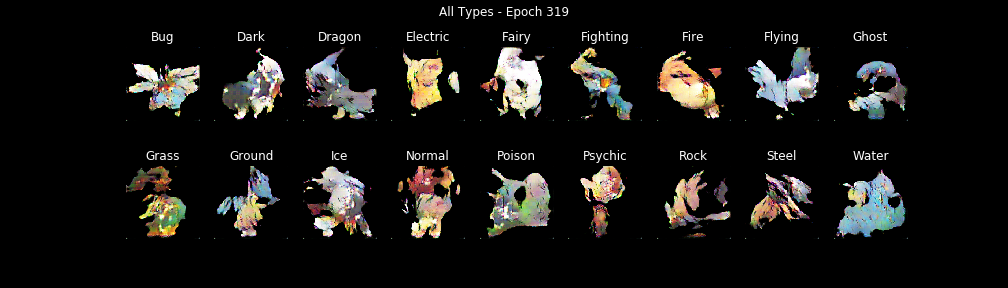 All Types - Epoch 319
Bug Dark Dragon Electric Fairy Fighting Fire Flying Ghost
Grass Ground Ice Normal Poison Psychic Rock Steel Water